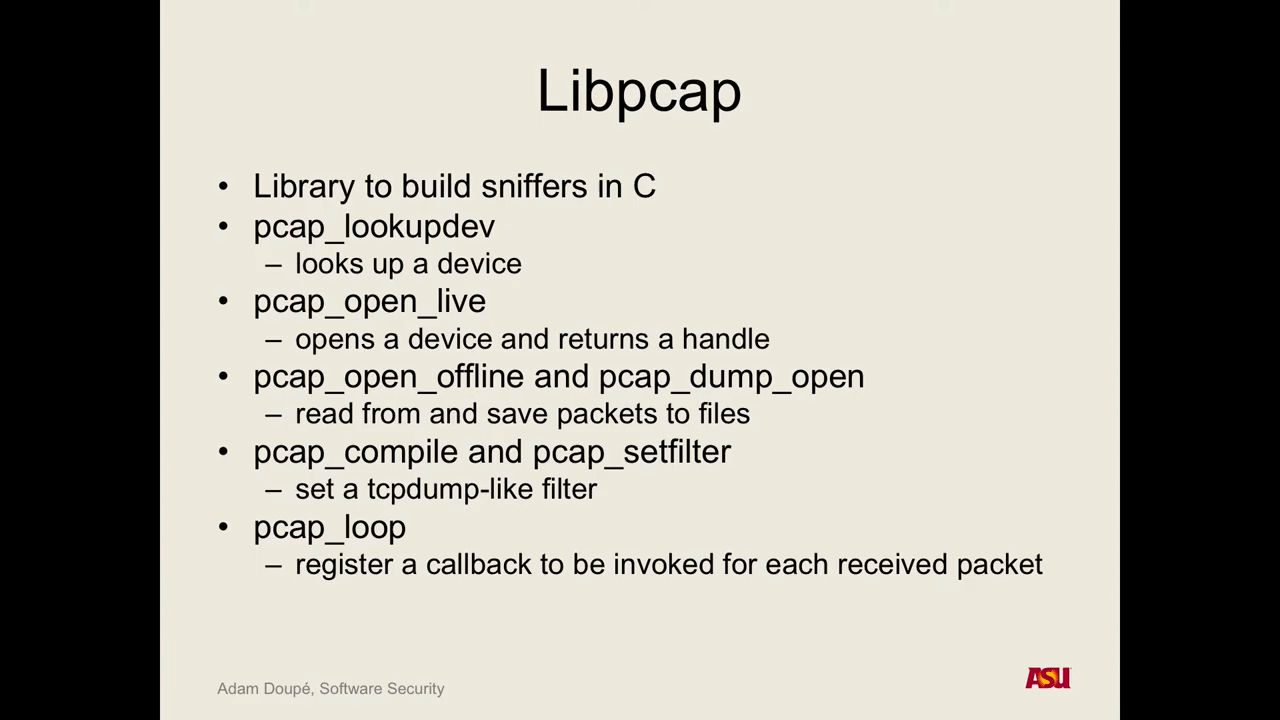 Libpcap
• Library to build sniffers in C
• pcap_lookupdev
– looks up a device
• pcap_open_live
– opens a device and returns a handle
• pcap_open_offline and pcap_dump_open
– read from and save packets to files
• pcap_compile and pcap_setfilter
– set a tcpdump-like filter
• pcap_loop
– register a callback to be invoked for each received packet
Adam Doupé, Software Security
ASU